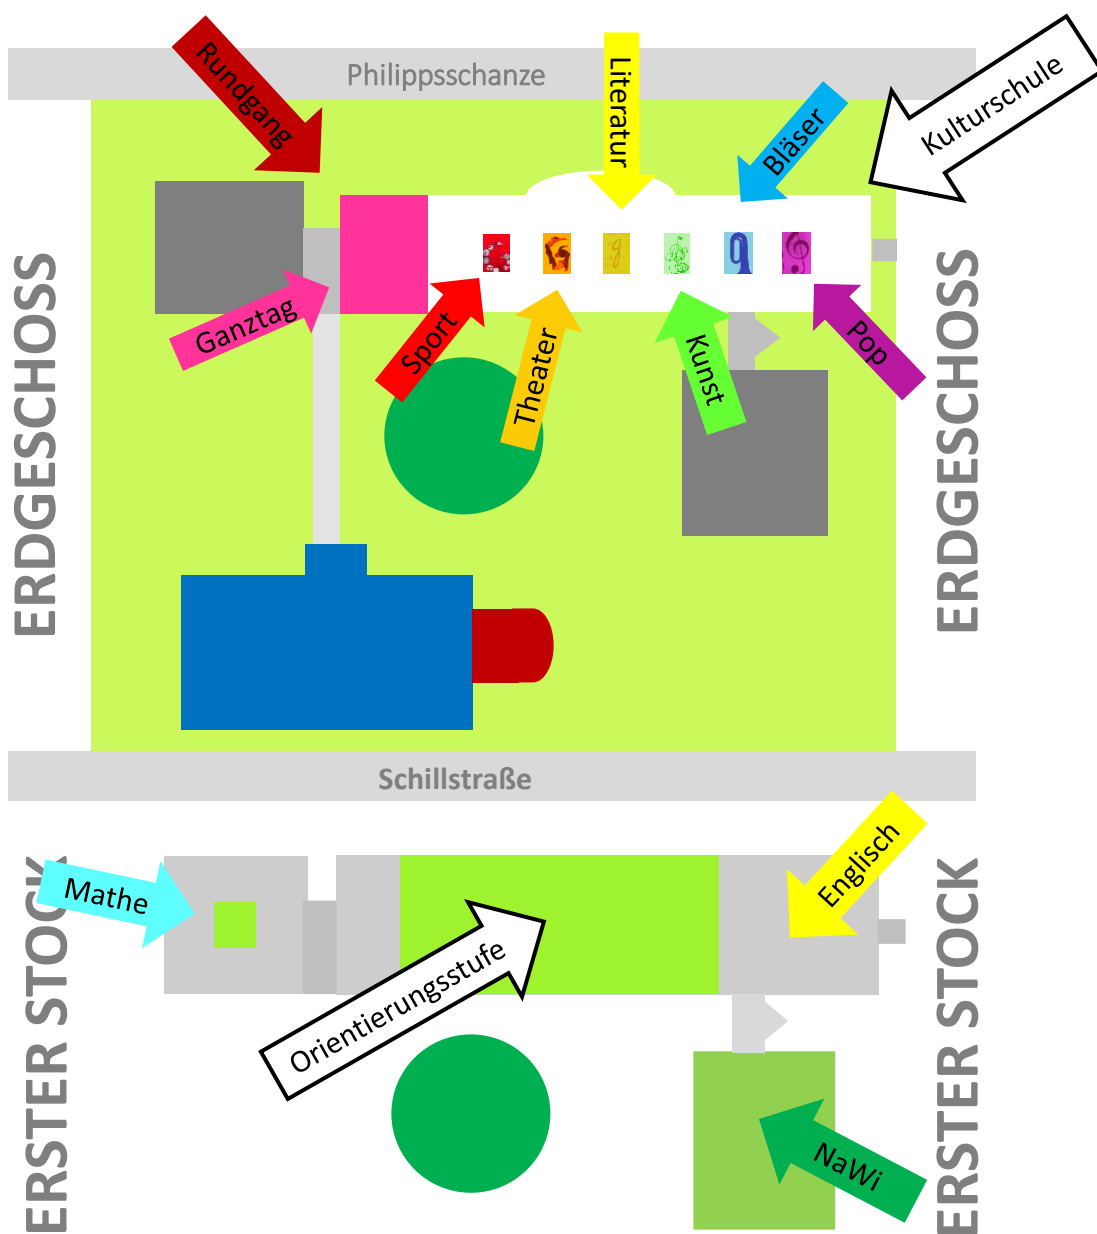 Rundgang
Philippsschanze
Literatur
Bläser
Kulturschule
ERDGESCHOSS
Ganztag
Sport
Theater
Kunst
Pop
ERDGESCHOSS
Schillstraße
ERSTER STOCK
Mathe
Englisch
Orientierungsstufe
NaWi
ERSTER STOCK